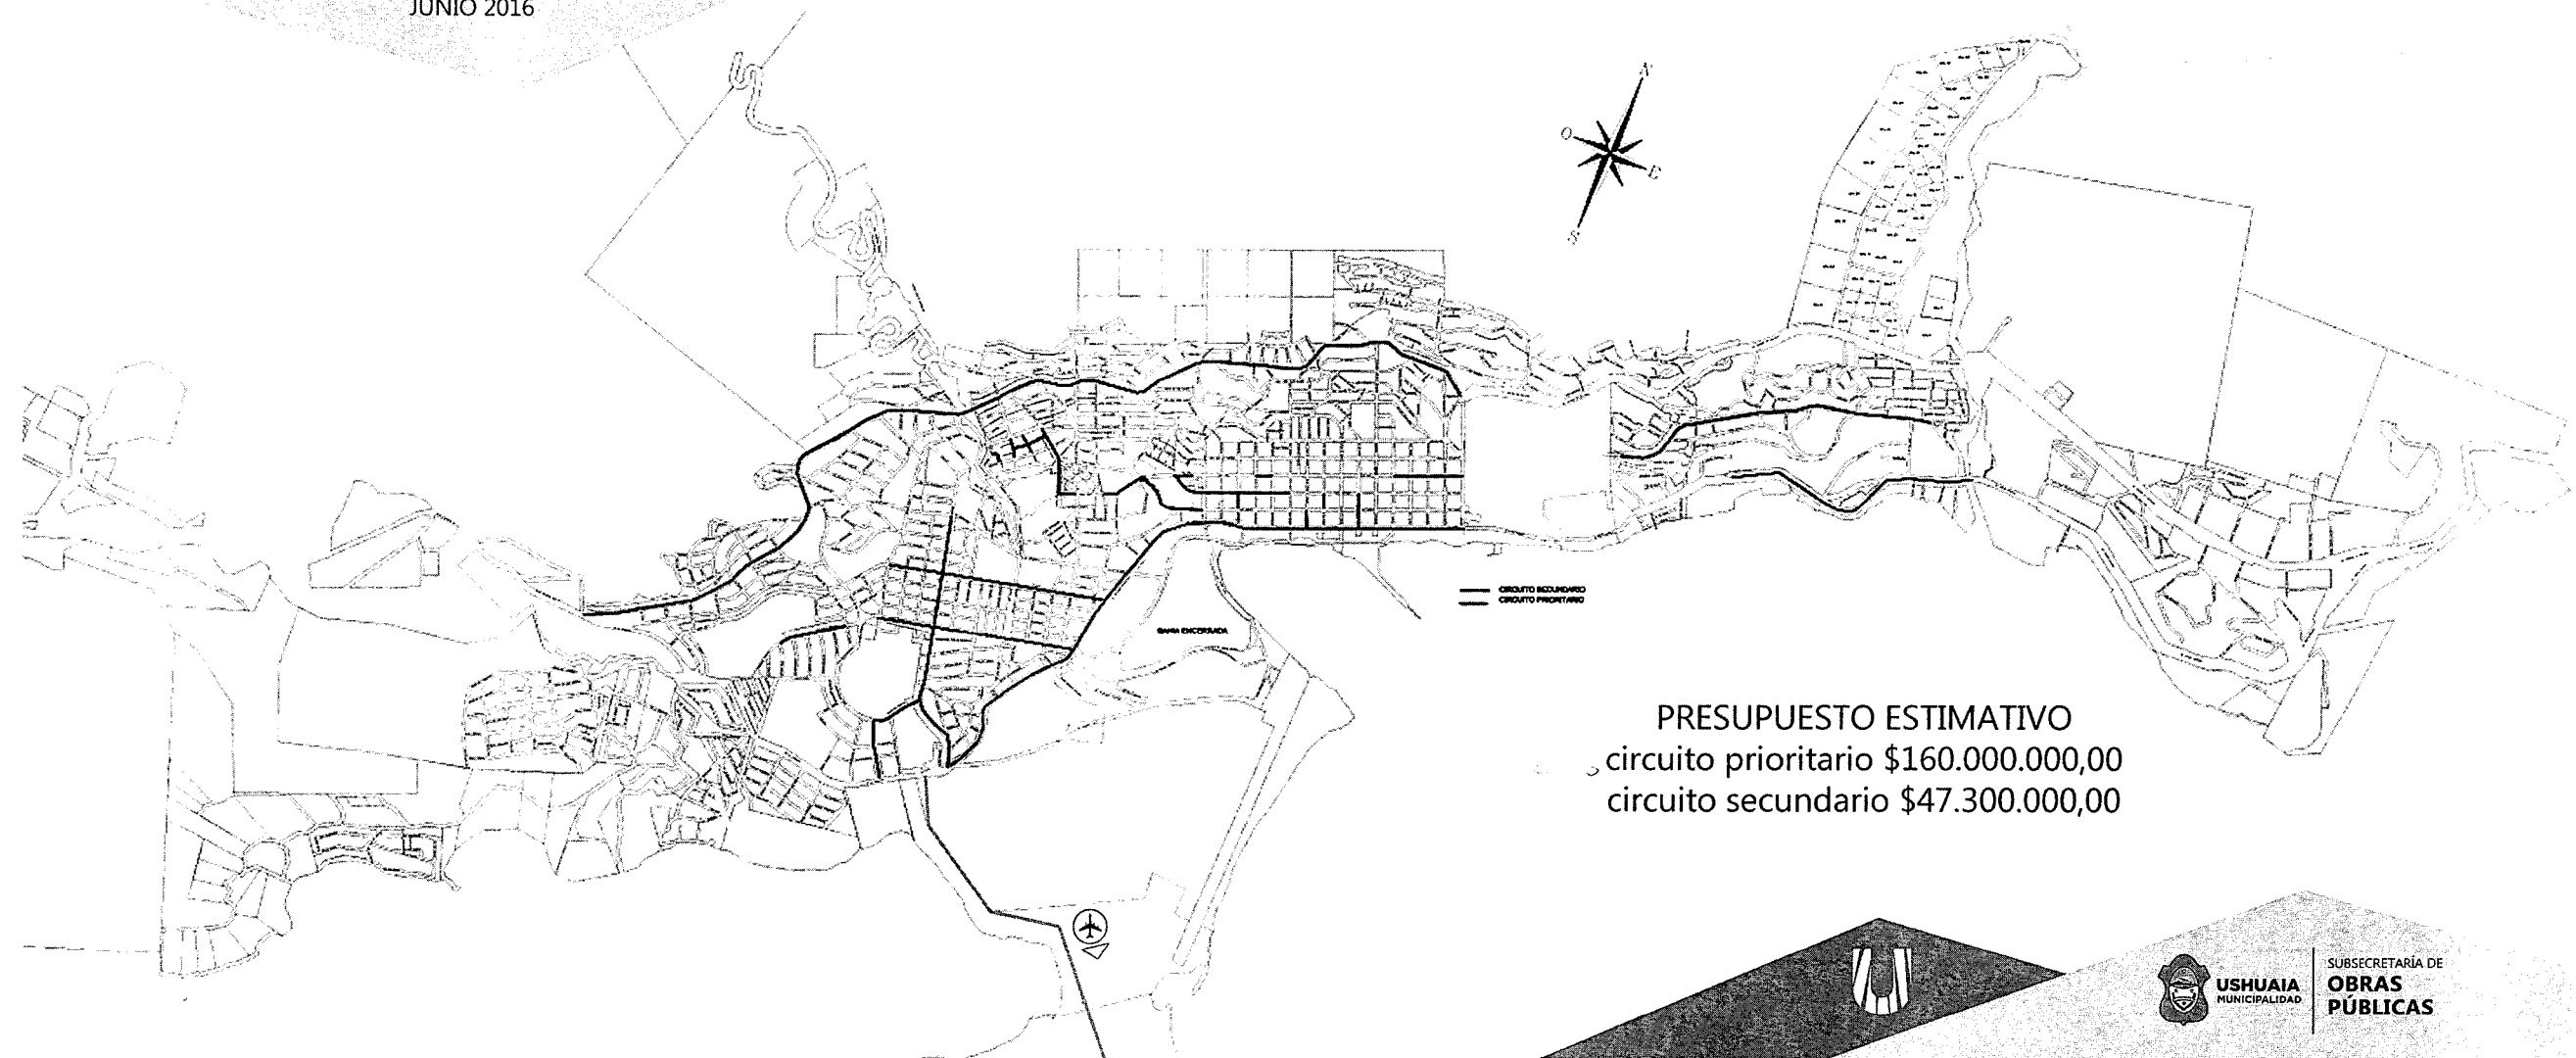 JUNIO 2016
N
O
E
S
CIRCUITO SECUNDARIO
CIRCUITO PRIORITARIO
BAHIA ENCERRADA
PRESUPUESTO ESTIMATIVO
circuito prioritario $160.000.000,00
circuito secundario $47.300.000,00
USHUAIA
MUNICIPALIDAD
SUBSECRETARÍA DE
OBRAS
PÚBLICAS